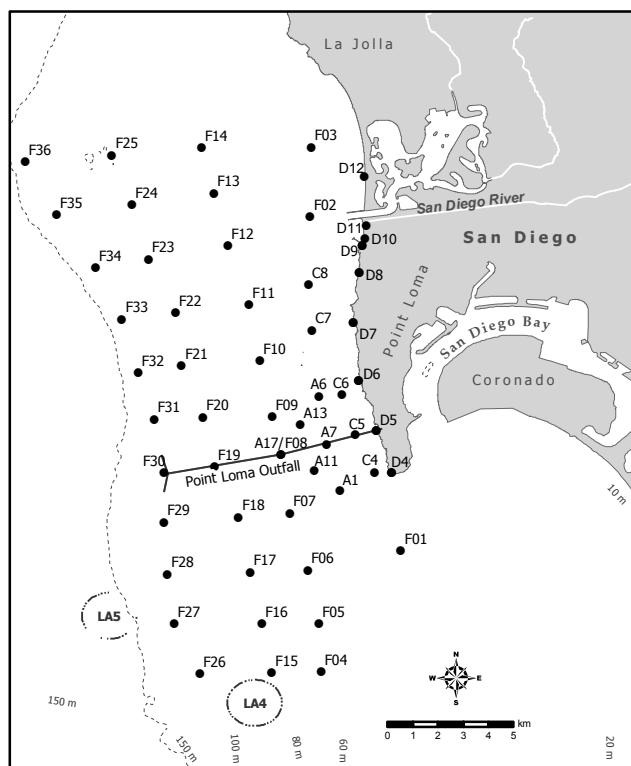 La Jolla
F14
F03
F25
F36
D12
F13
F24
San Diego River
F35
F02
D11
D10
San Diego
F12
D9
F23
F34
C8
D8
Point Loma
F11
F22
F33
C7
D7
San Diego Bay
F10
F21
F32
Coronado
D6
A6
C6
F31
F20
F09
A13
D5
C5
A17/F08
A7
F30
F19
Point Loma Outfall
A11
C4
D4
A1
10 m
F29
F18
F07
F01
F28
F17
F06
LA5
F27
F16
F05
F26
F15
F04
N
W
E
S
LA4
150 m
150 m
100 m
80 m
60 m
0 1 2 3 4 5
km
20 m